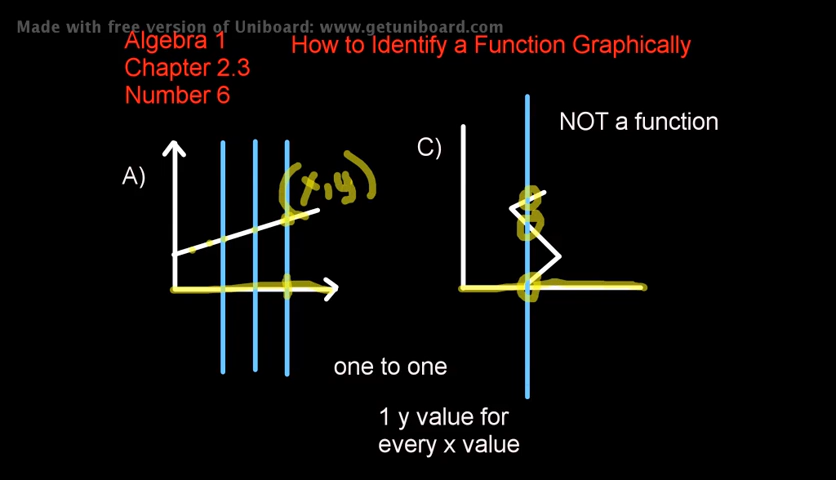 Made with free version of Uniboard: www.getuniboard.com
Algebra 1
Chapter 2.3
Number 6
How to Identify a Function Graphically
A)
(x,y)
C)
NOT a function
one to one
1 y value for
every x value